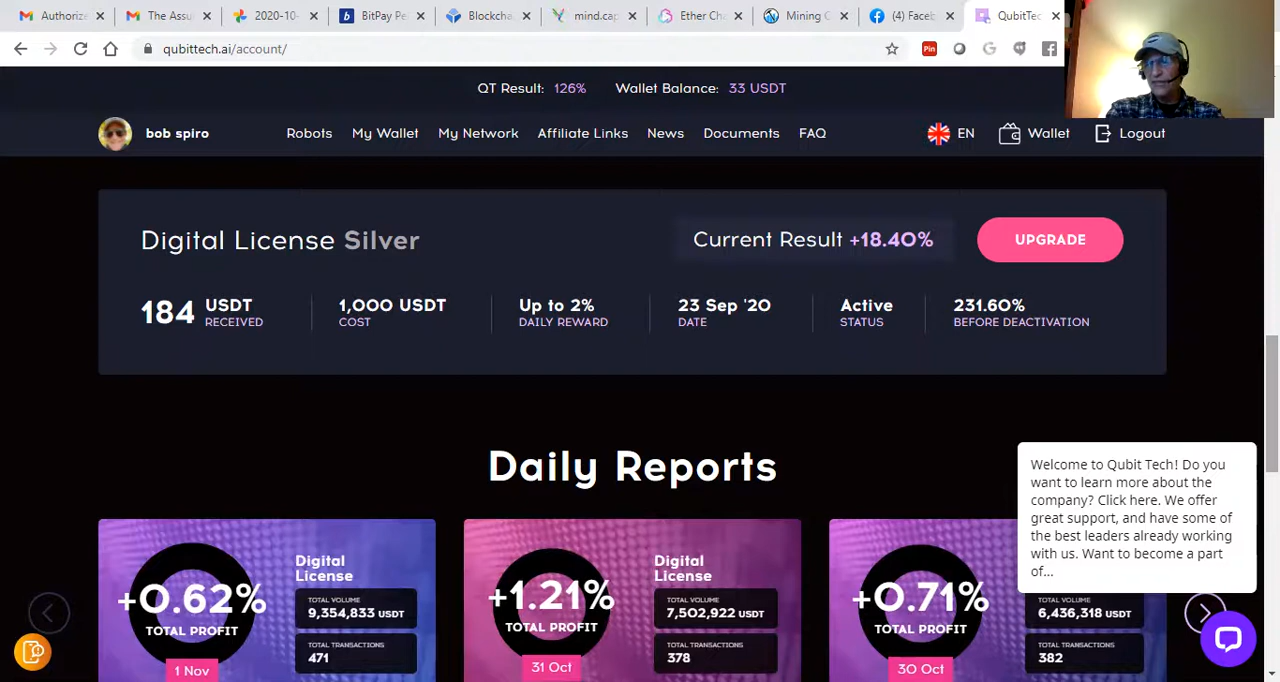 Authorize
The Assu
2020-10-
BitPay Pe
Blockcha
mind.cap
Ether Ch
Mining C
(4) Faceb
QubitTec
qubittech.ai/account/
QT Result: 126% Wallet Balance: 33 USDT
bob spiro Robots My Wallet My Network Affiliate Links News Documents FAQ EN Wallet Logout
Digital License Silver
Current Result +18.40%
UPGRADE
184 USDT RECEIVED
1,000 USDT
COST
Up to 2%
DAILY REWARD
23 Sep '20
DATE
Active
STATUS
231.60%
BEFORE DEACTIVATION
Daily Reports
+0.62%
TOTAL PROFIT
1 Nov
Digital
License
TOTAL VOLUME
9,354,833 USDT
TOTAL TRANSACTIONS
471
+1.21%
TOTAL PROFIT
31 Oct
Digital
License
TOTAL VOLUME
7,502,922 USDT
TOTAL TRANSACTIONS
378
+0.71%
TOTAL PROFIT
30 Oct
TOTAL VOLUME
6,436,318 USDT
TOTAL TRANSACTIONS
382
Welcome to Qubit Tech! Do you
want to learn more about the
company? Click here. We offer
great support, and have some of
the best leaders already working
with us. Want to become a part
of...